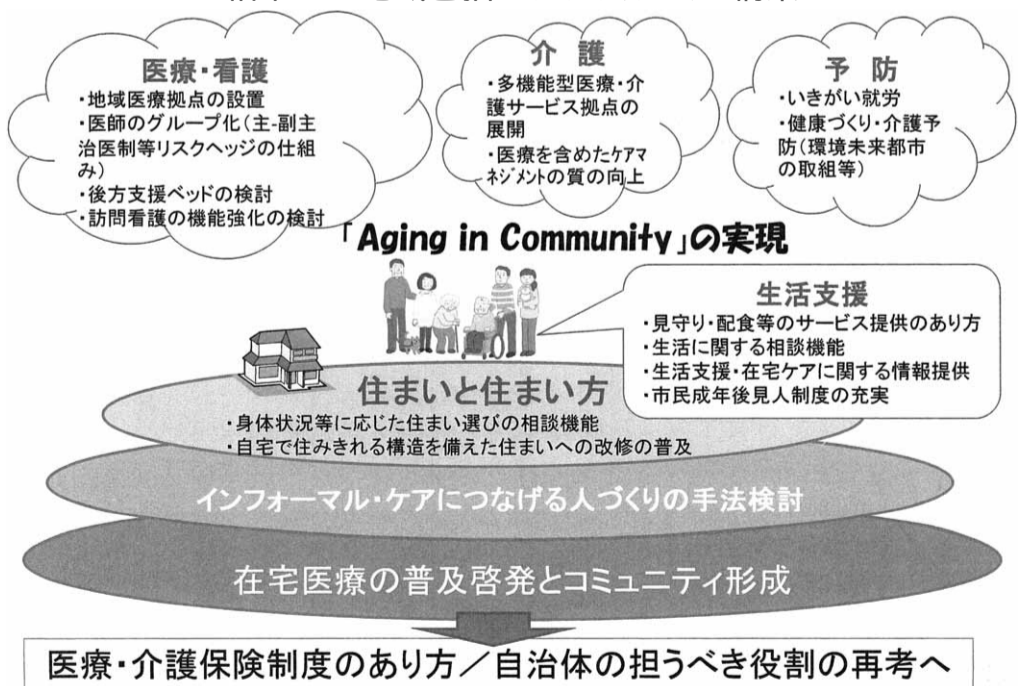 医療・看護
・地域医療拠点の設置
・医師のグループ化(主-副主
治医制等リスクヘッジの仕組
み)
・後方支援ベッドの検討
・訪問看護の機能強化の検討
介 護
・多機能型医療・介
護サービス拠点の
展開
・医療を含めたケアマ
ネジメントの質の向上
予 防
・いきがい就労
・健康づくり・介護予
防(環境未来都市
の取組等)
「Aging in Community」の実現
生活支援
・見守り・配食等のサービス提供のあり方
・生活に関する相談機能
・生活支援・在宅ケアに関する情報提供
・市民成年後見人制度の充実
住まいと住まい方
・身体状況等に応じた住まい選びの相談機能
・自宅で住みきれる構造を備えた住まいへの改修の普及
インフォーマル・ケアにつなげる人づくりの手法検討
在宅医療の普及啓発とコミュニティ形成
医療・介護保険制度のあり方/自治体の担うべき役割の再考へ